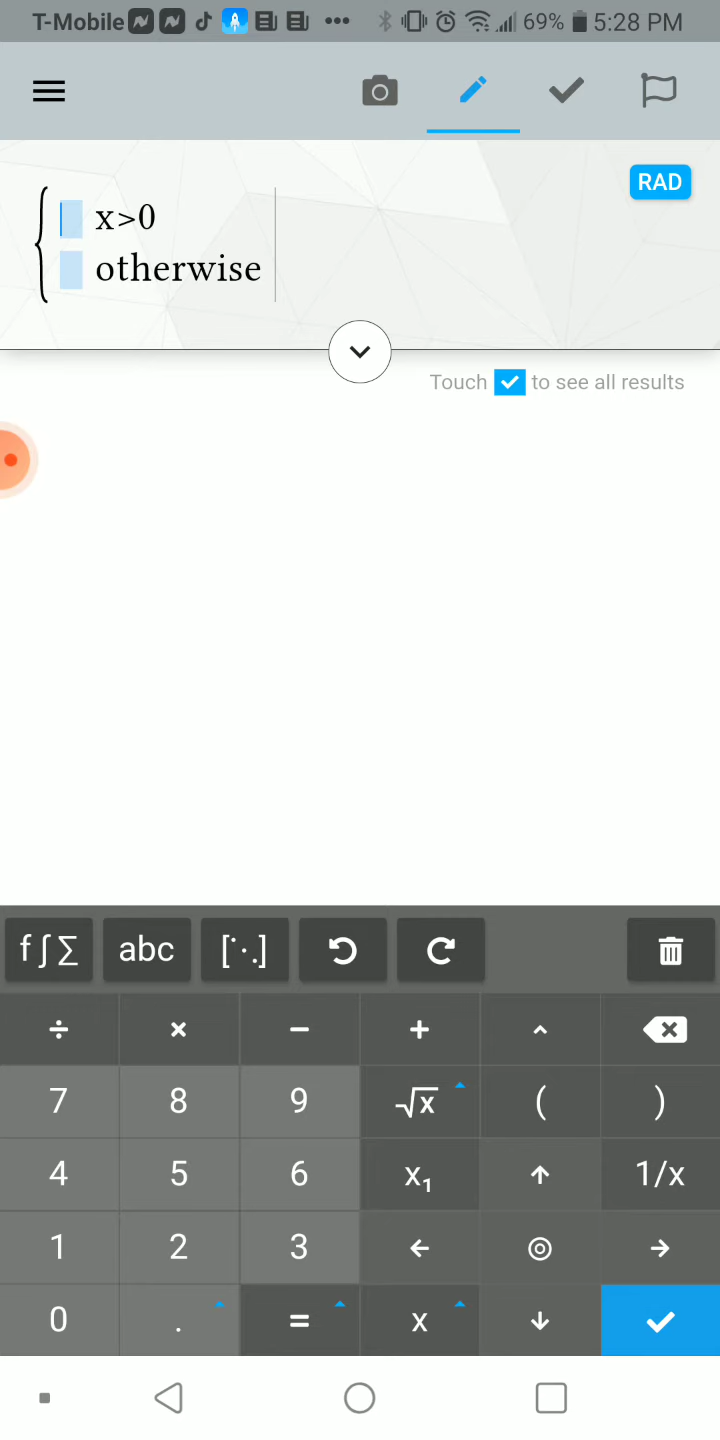 T-Mobile ••• 69% 5:28 PM
RAD
x>0
otherwise
Touch to see all results
f∫∑ abc [⋱]
÷ × − + ^
7 8 9 √x ( )
4 5 6 x₁ ↑ 1/x
1 2 3 ← ◎ →
0 . = x ↓